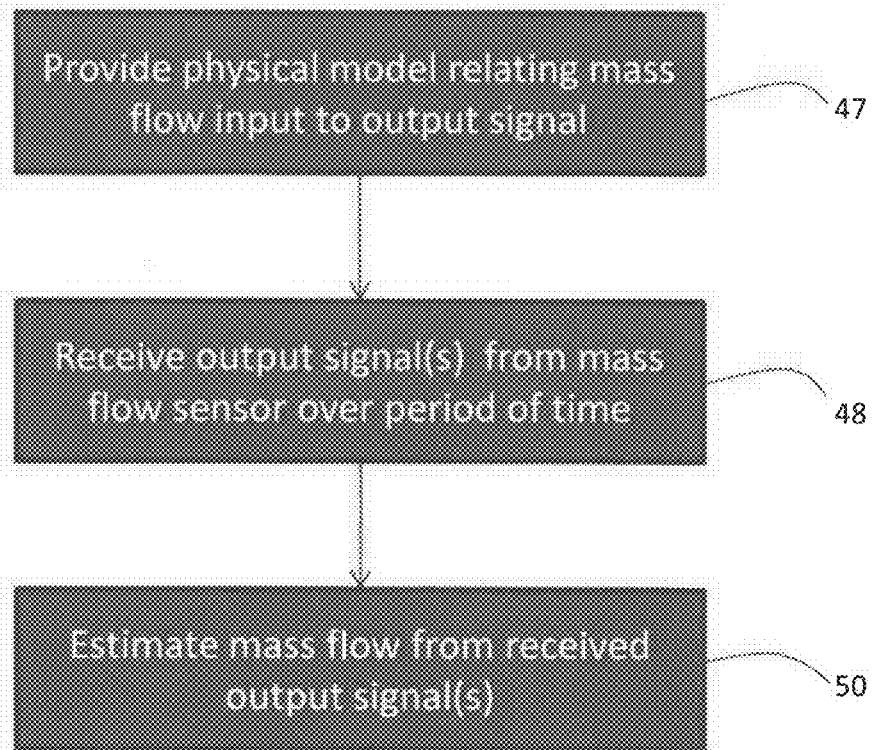 Provide physical model relating mass
flow input to output signal
47
Receive output signal(s) from mass
flow sensor over period of time
48
Estimate mass flow from received
output signal(s)
50